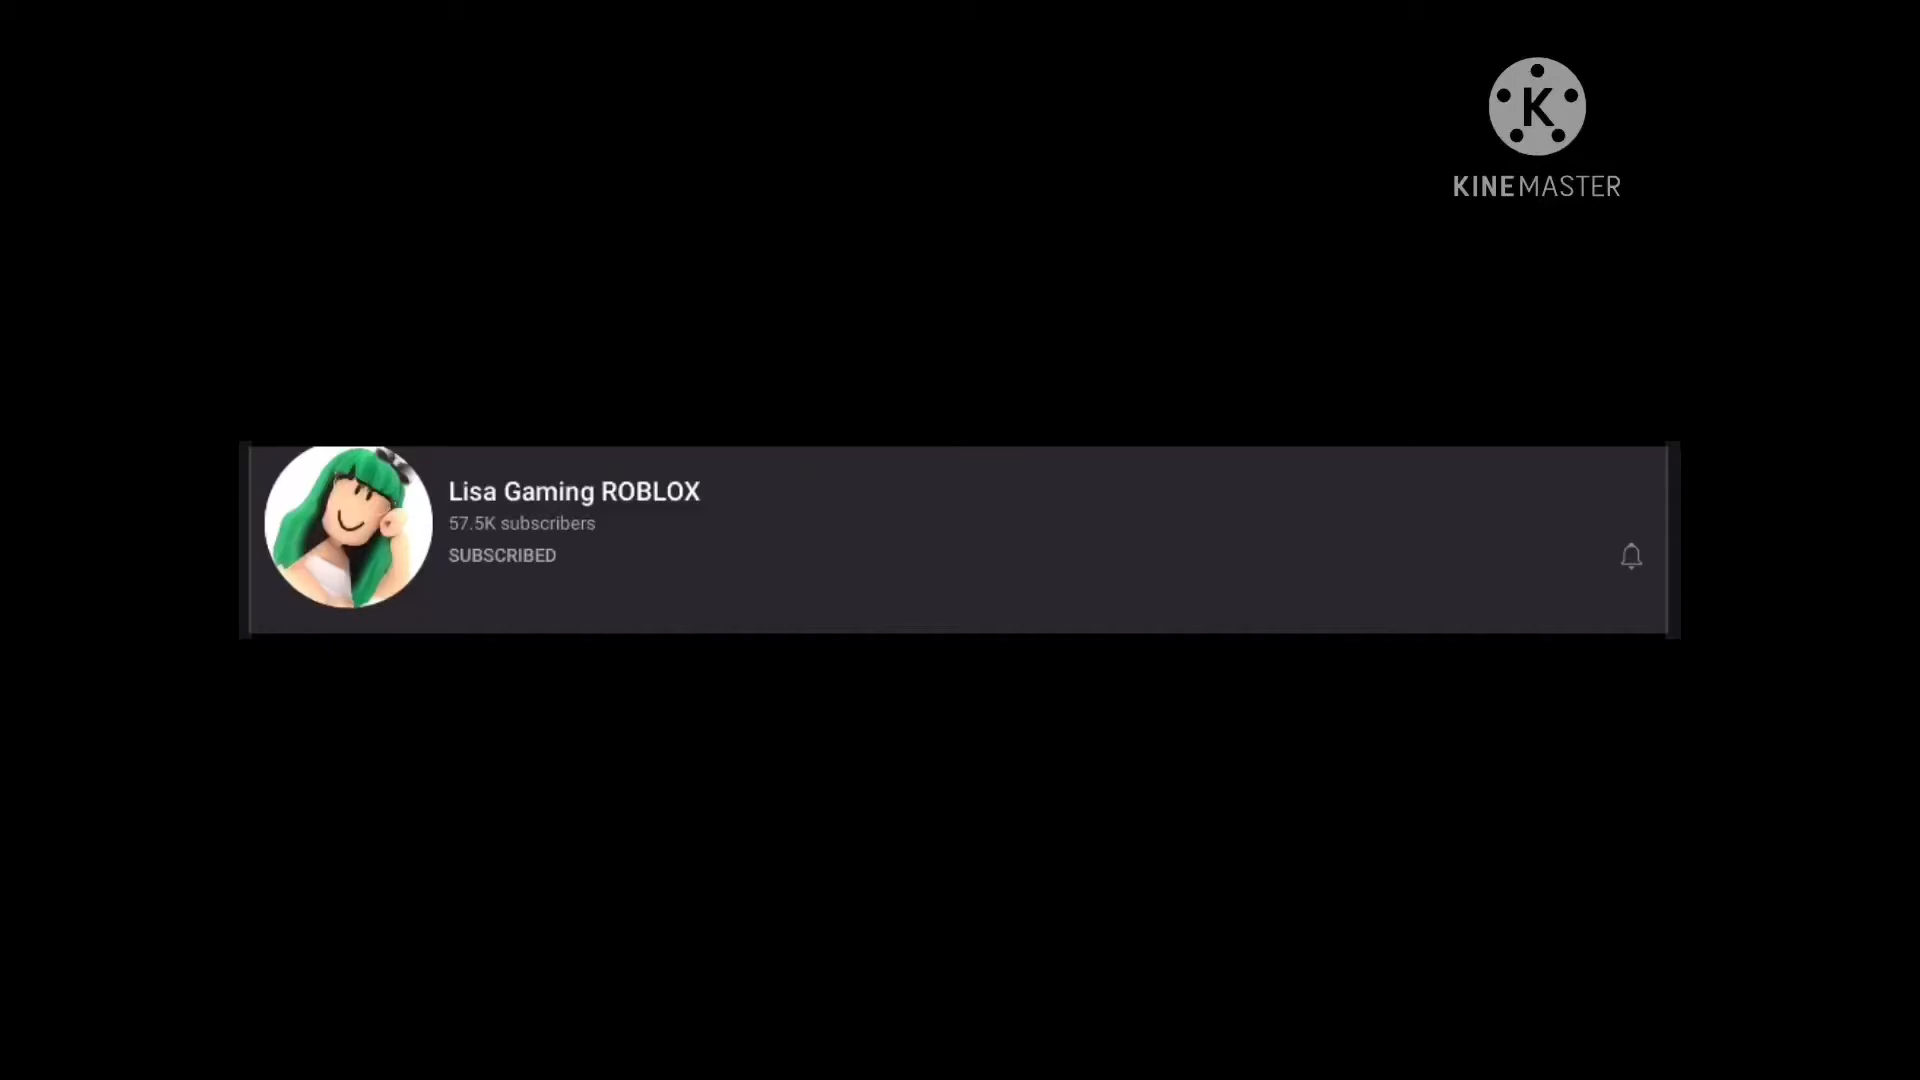 K
KINEMASTER
Lisa Gaming ROBLOX
57.5K subscribers
SUBSCRIBED